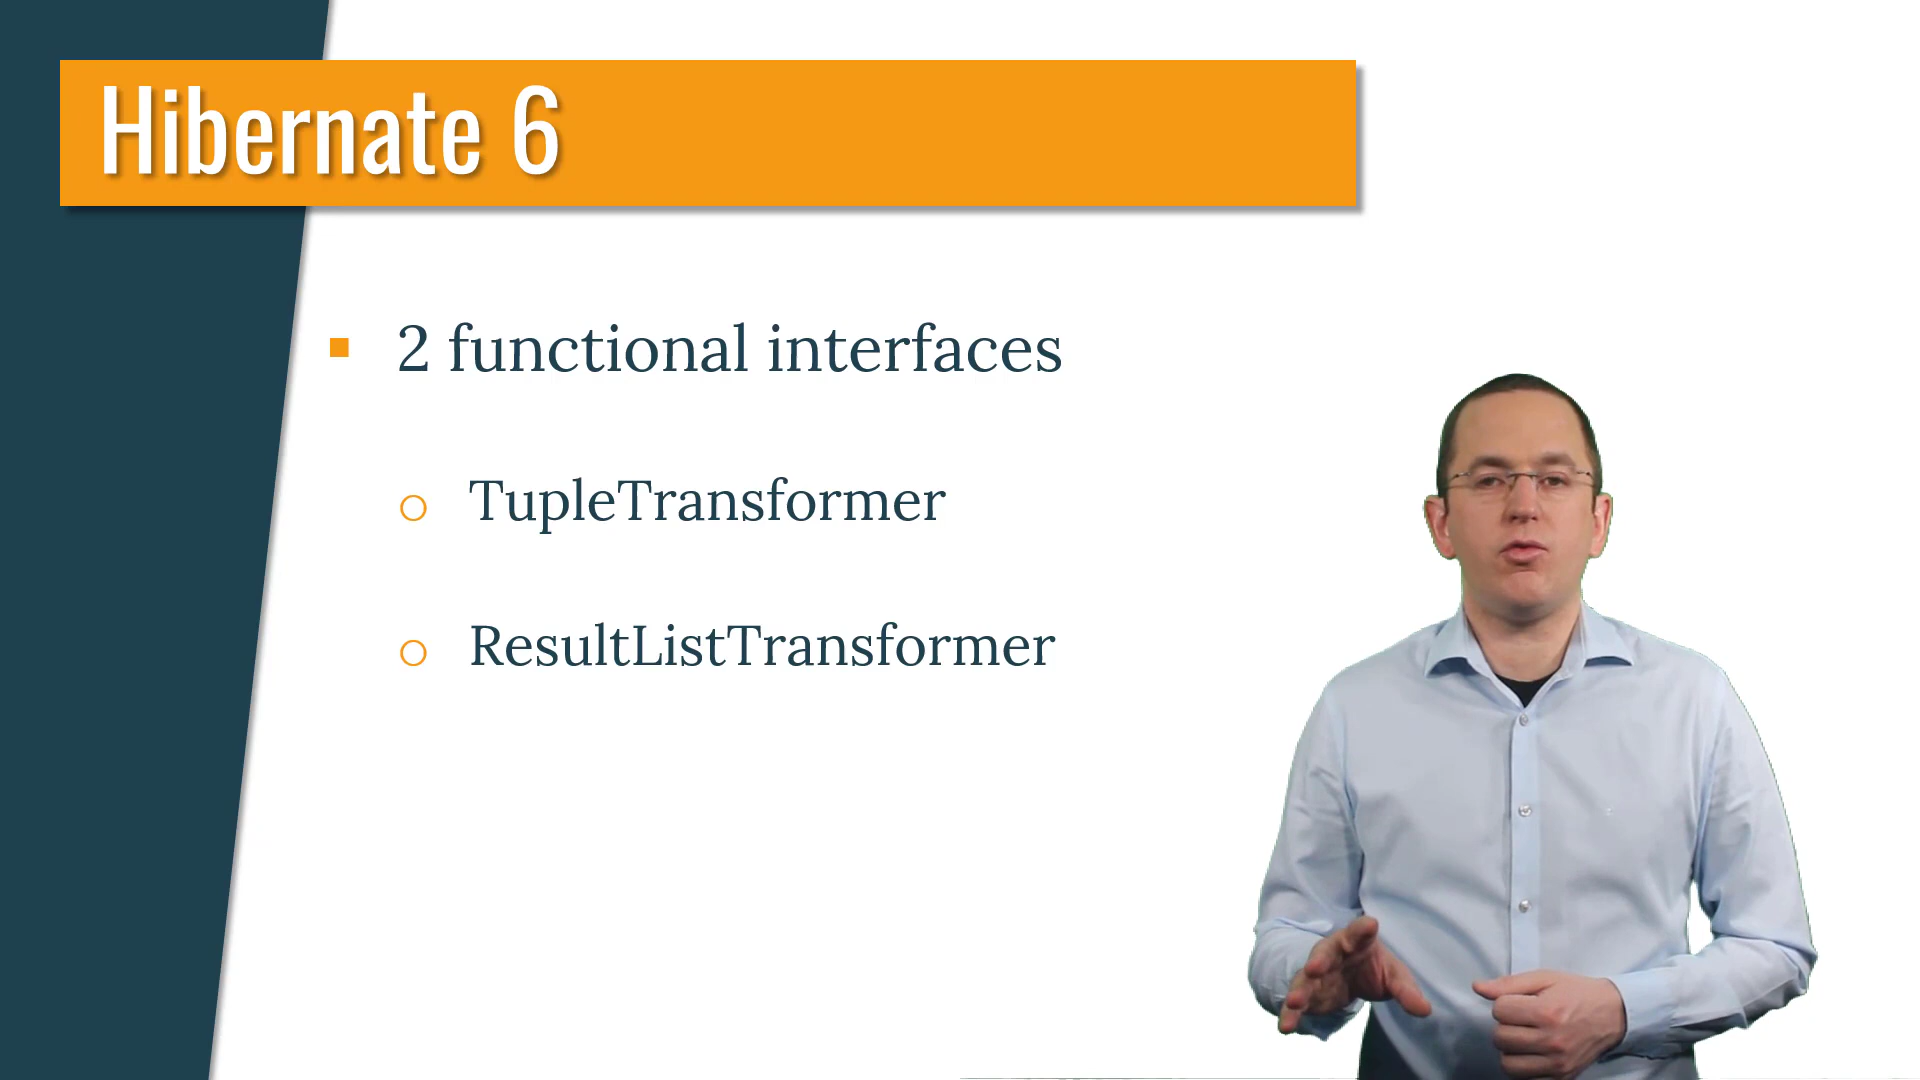 Hibernate 6
2 functional interfaces
TupleTransformer
ResultListTransformer